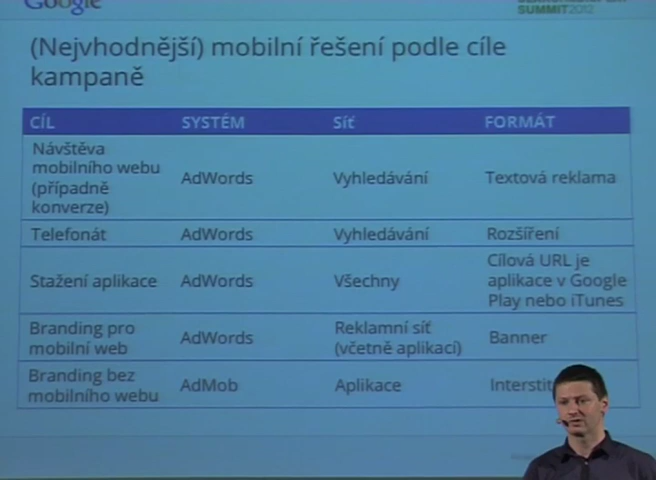 Google
SUMMIT2012
(Nejvhodnější) mobilní řešení podle cíle
kampaně
CÍL SYSTÉM Síť FORMÁT
Návštěva
mobilního webu
(případně
konverze) AdWords Vyhledávání Textová reklama
Telefonát AdWords Vyhledávání Rozšíření
Stažení aplikace AdWords Všechny Cílová URL je
aplikace v Google
Play nebo iTunes
Branding pro
mobilní web AdWords Reklamní síť
(včetně aplikací) Banner
Branding bez
mobilního webu AdMob Aplikace Interstit